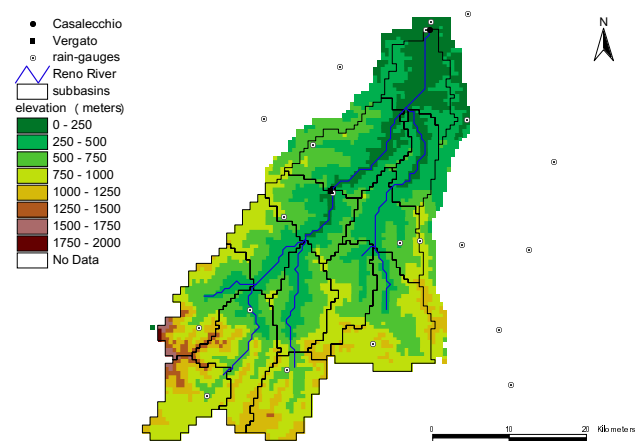 Casalecchio
Vergato
rain-gauges
Reno River
subbasins
elevation ( meters)
0 - 250
250 - 500
500 - 750
750 - 1000
1000 - 1250
1250 - 1500
1500 - 1750
1750 - 2000
No Data
N
0 10 20 Kilometers